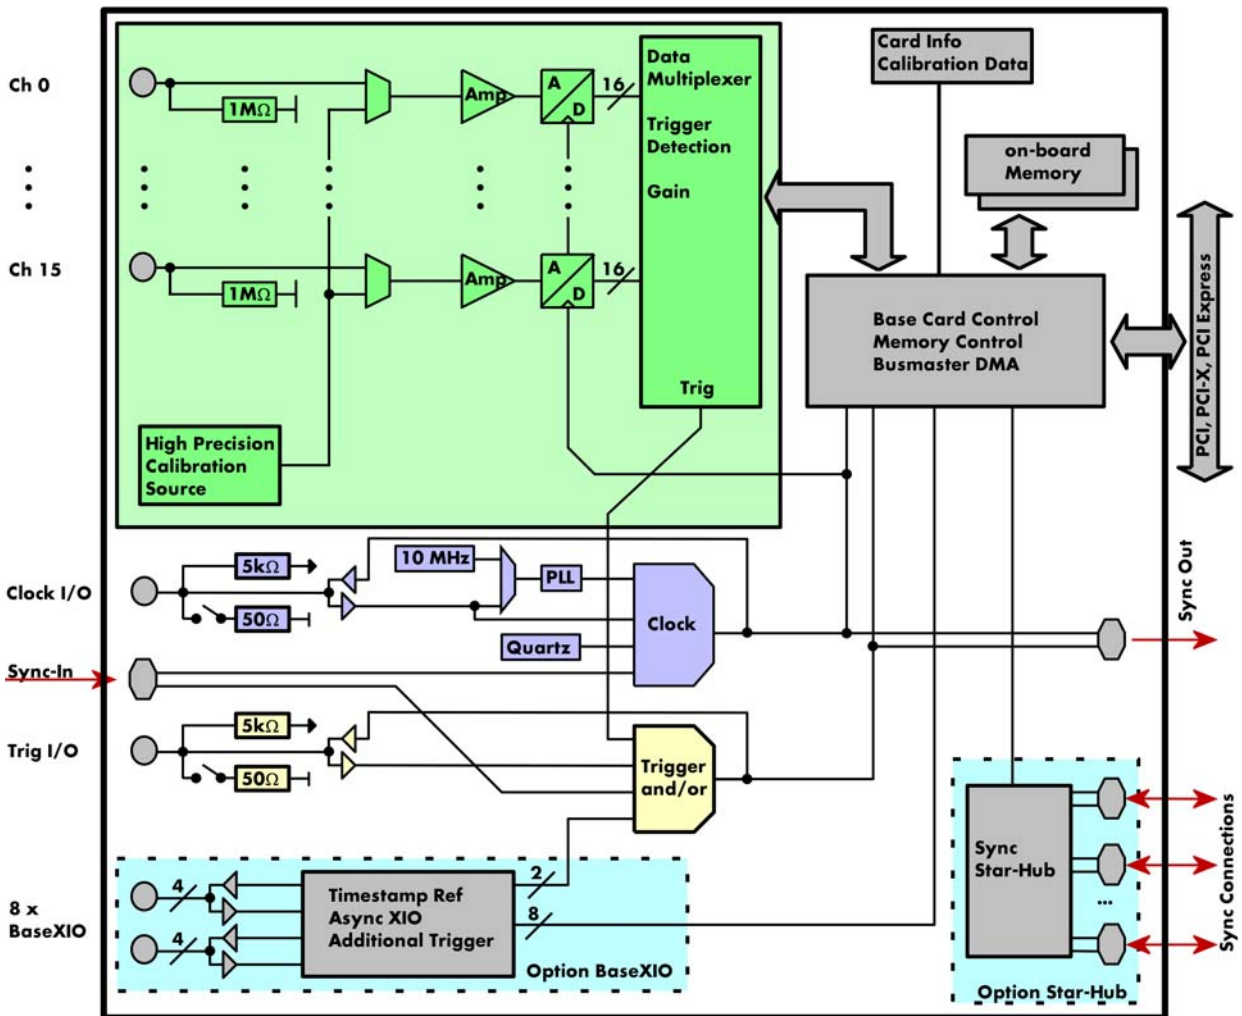 Ch 0
1MΩ
Amp
A
D
16
Data
Multiplexer
Trigger
Detection
Gain
Trig
Card Info
Calibration Data
on-board
Memory
Ch 15
1MΩ
Amp
A
D
16
Base Card Control
Memory Control
Busmaster DMA
PCI, PCI-X, PCI Express
High Precision
Calibration
Source
Clock I/O
5kΩ
50Ω
10 MHz
PLL
Quartz
Clock
Sync Out
Sync-In
Trig I/O
5kΩ
50Ω
Trigger
and/or
8 x
BaseXIO
4
4
Timestamp Ref
Async XIO
Additional Trigger
2
8
Option BaseXIO
Sync
Star-Hub
...
Option Star-Hub
Sync Connections